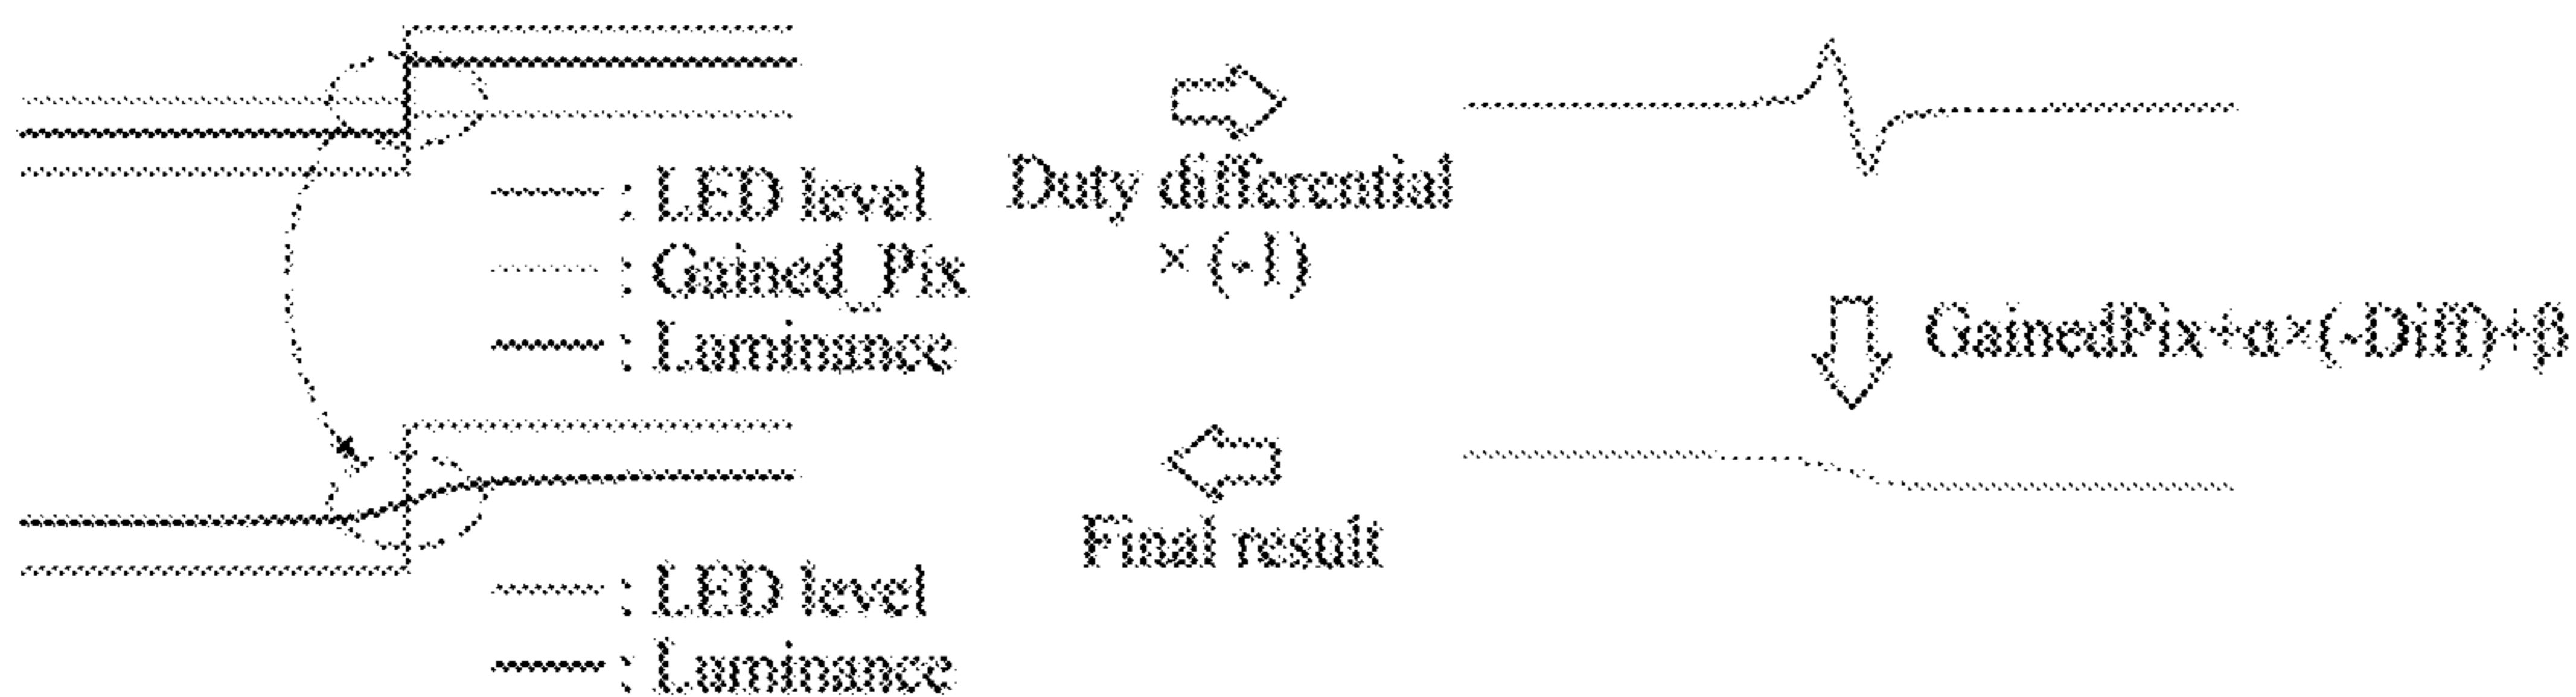 : LED level
: Gained_Pix
: Luminance
Duty differential
× (-1)
GainedPix+α×(-Diff)+β
Final result
: LED level
: Luminance